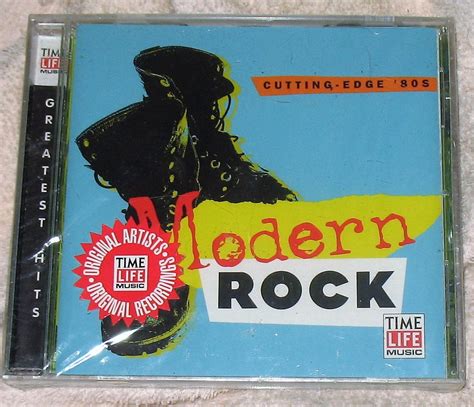 TIME
LIFE
MUSIC
GREATEST HITS
CUTTING-EDGE '80S
Modern
ROCK
ORIGINAL ARTISTS
ORIGINAL RECORDINGS
TIME
LIFE
MUSIC
TIME
LIFE
MUSIC